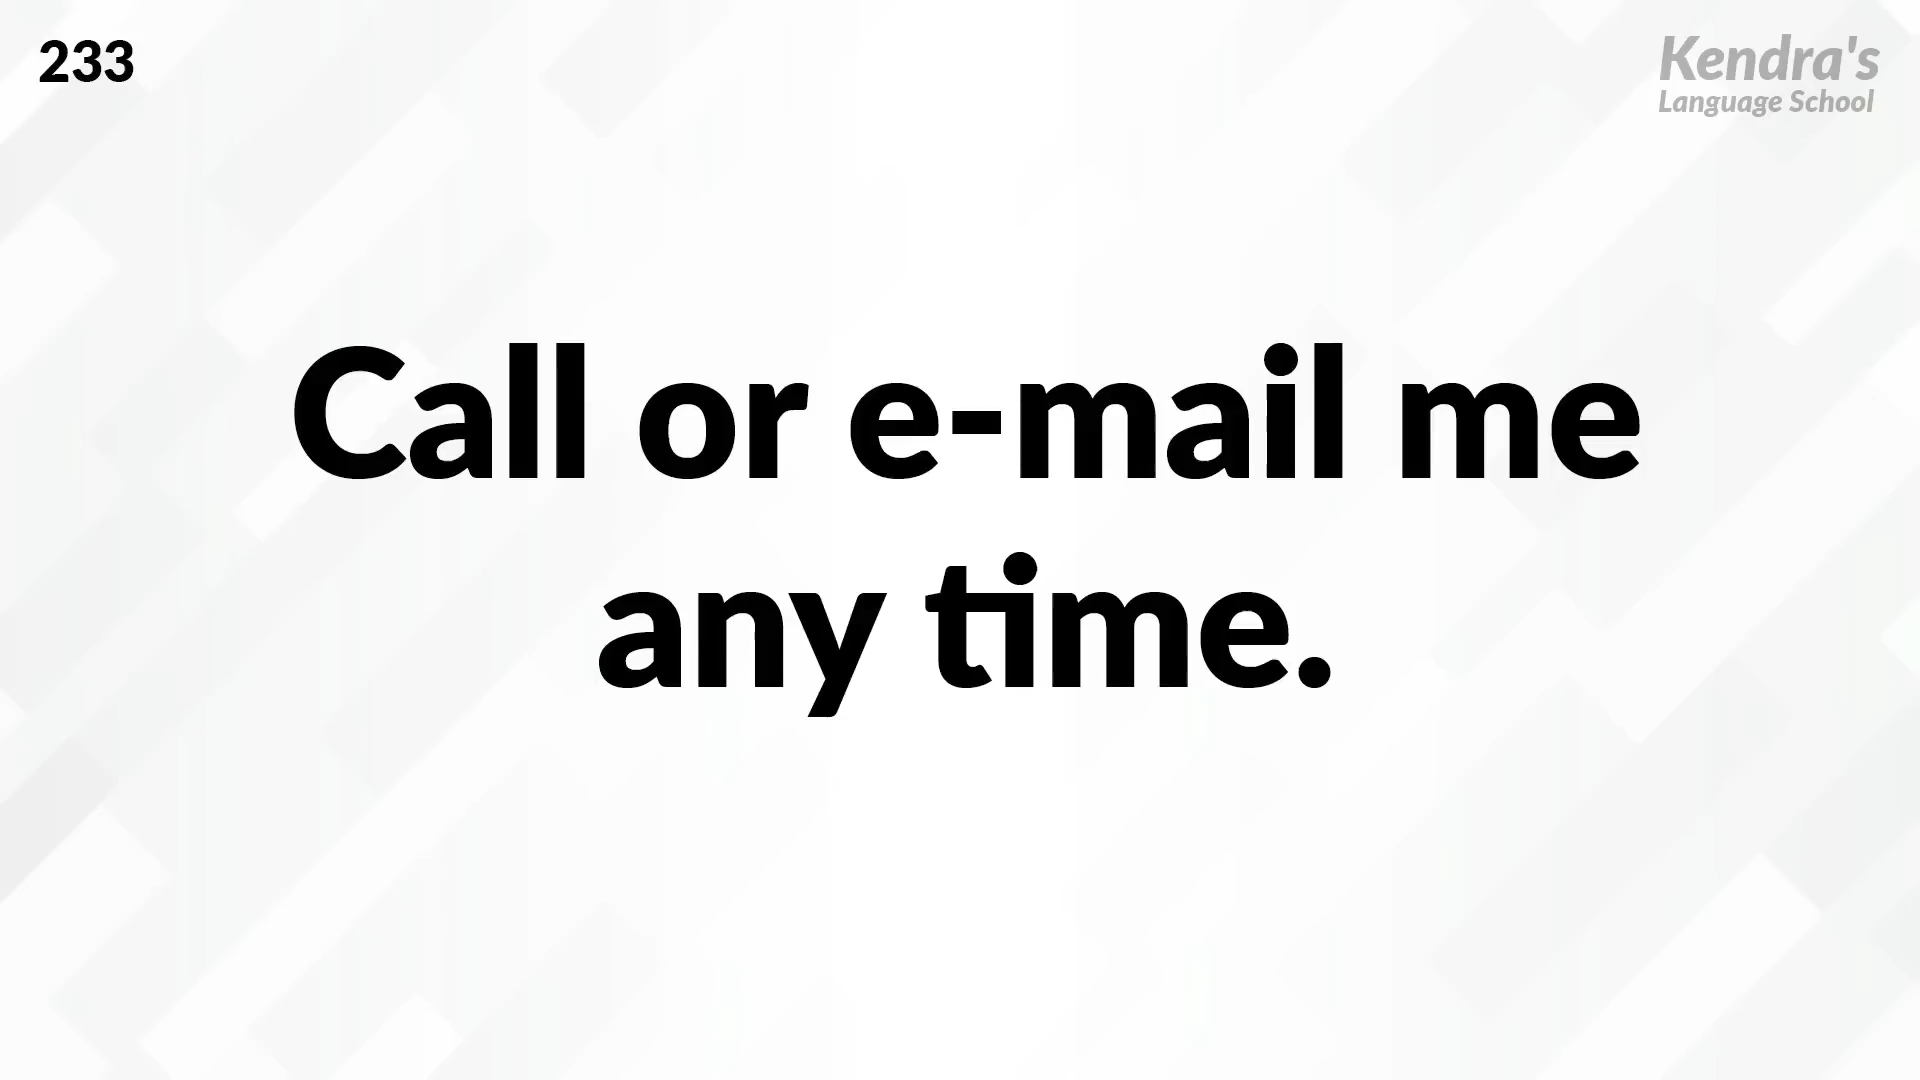 233
Kendra's
Language School
Call or e-mail me
any time.